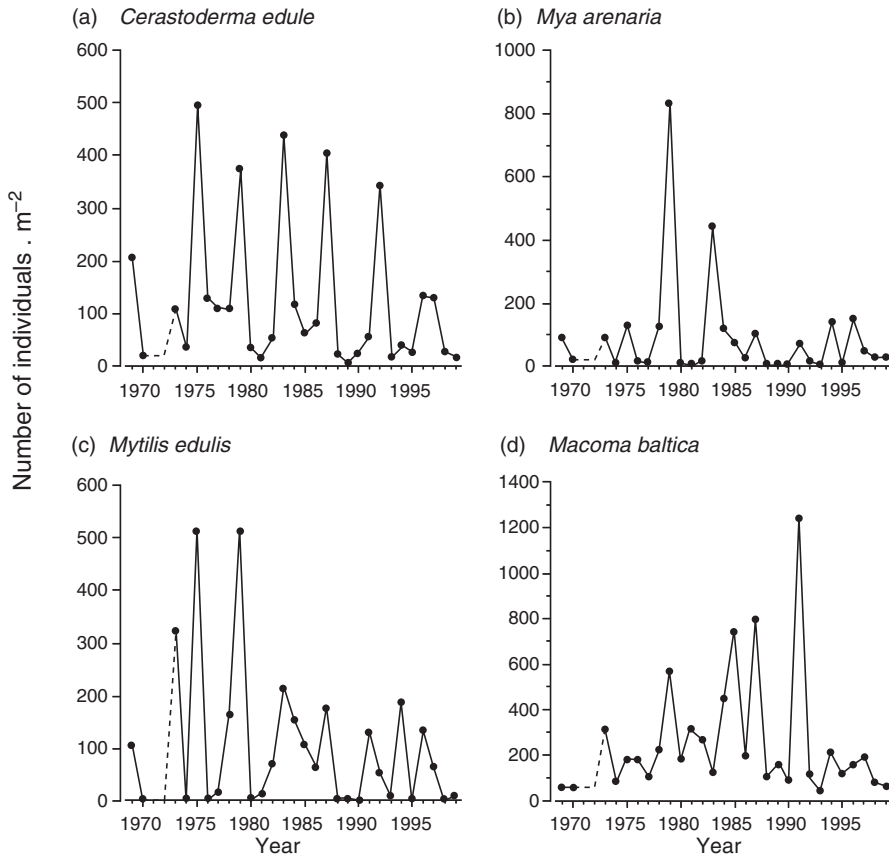 (a) Cerastoderma edule
600
500
400
300
200
100
0
1970 1975 1980 1985 1990 1995
(b) Mya arenaria
1000
800
600
400
200
0
1970 1975 1980 1985 1990 1995
Number of individuals . m⁻²
(c) Mytilis edulis
600
500
400
300
200
100
0
1970 1975 1980 1985 1990 1995
Year
(d) Macoma baltica
1400
1200
1000
800
600
400
200
0
1970 1975 1980 1985 1990 1995
Year